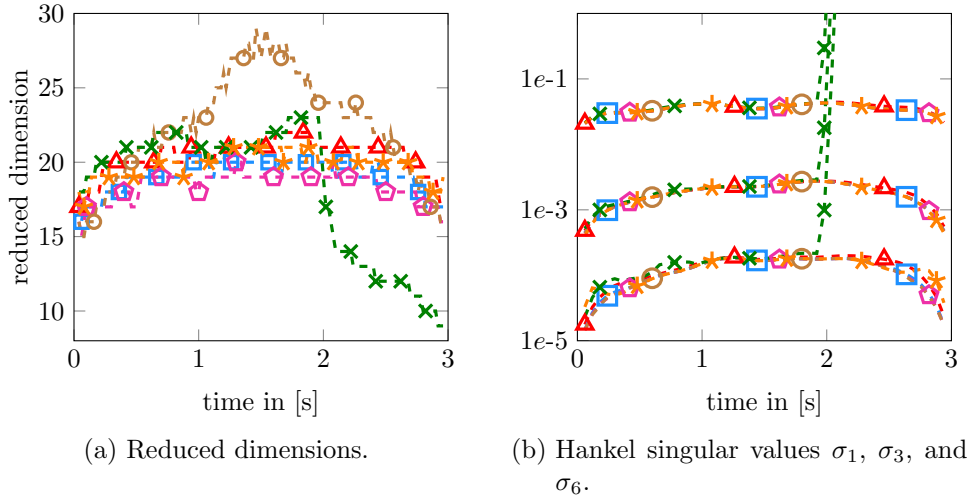 30
25
20
15
10
reduced dimension
0
1
2
3
time in [s]
(a) Reduced dimensions.
1e-1
1e-3
1e-5
0
1
2
3
time in [s]
(b) Hankel singular values σ₁, σ₃, and
σ₆.